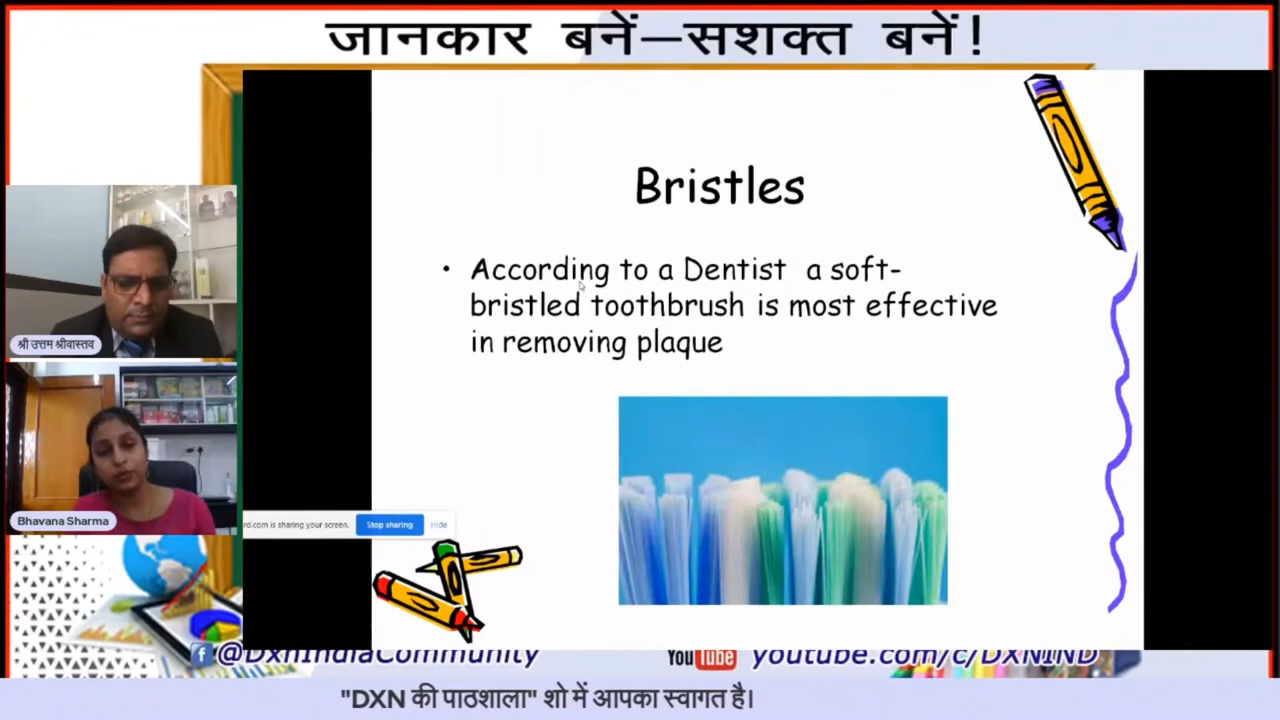 जानकार बनें–सशक्त बनें!
Bristles
• According to a Dentist a soft-
bristled toothbrush is most effective
in removing plaque
श्री उत्तम श्रीवास्तव
Bhavana Sharma
rd.com is sharing your screen. Stop sharing Hide
@DxnIndiaCommunity YouTube youtube.com/c/DXNIND
"DXN की पाठशाला" शो में आपका स्वागत है।